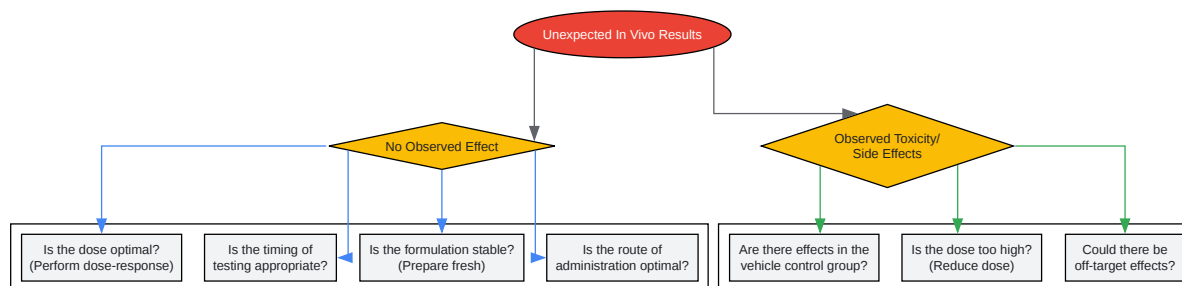 Unexpected In Vivo Results
No Observed Effect
Observed Toxicity/
Side Effects
Is the dose optimal?
(Perform dose-response)
Is the timing of
testing appropriate?
Is the formulation stable?
(Prepare fresh)
Is the route of
administration optimal?
Are there effects in the
vehicle control group?
Is the dose too high?
(Reduce dose)
Could there be
off-target effects?